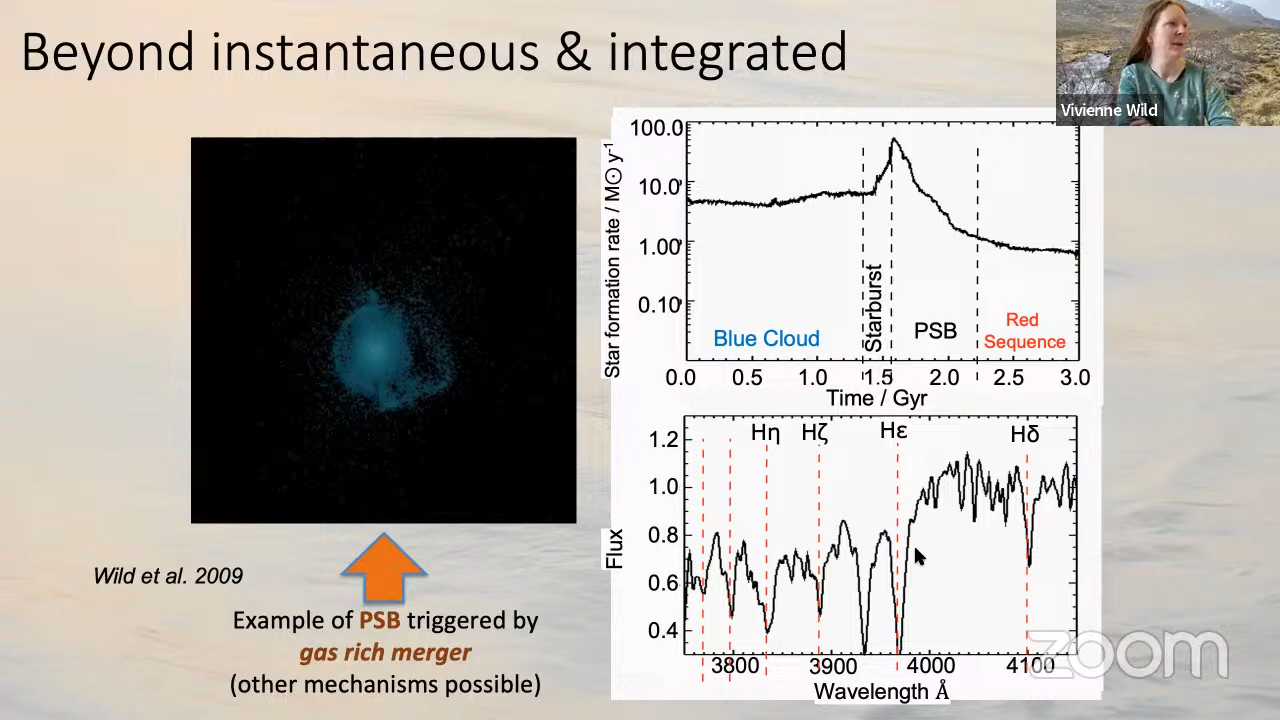 Beyond instantaneous & integrated
Vivienne Wild
Star formation rate / M⊙ y-1
100.0
10.0
1.00
0.10
Blue Cloud
Starburst
PSB
Red
Sequence
0.0 0.5 1.0 1.5 2.0 2.5 3.0
Time / Gyr
Flux
1.2
1.0
0.8
0.6
0.4
Hη Hζ Hε Hδ
3800 3900 4000 4100
Wavelength Å
Wild et al. 2009
Example of PSB triggered by
gas rich merger
(other mechanisms possible)
zoom